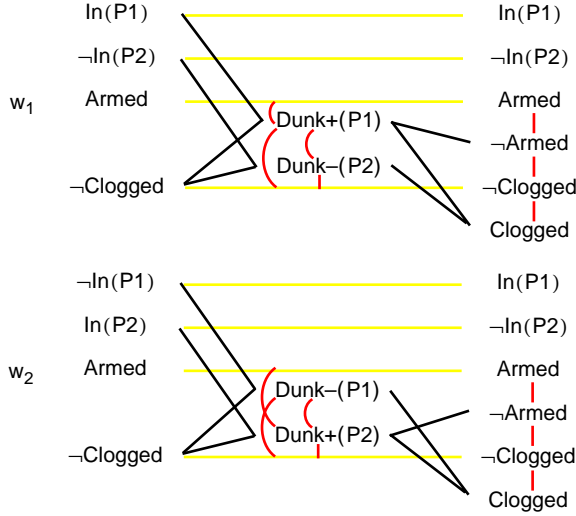 In(P1) In(P1)
¬In(P2) ¬In(P2)
w1 Armed Armed
Dunk+(P1)
¬Armed
Dunk–(P2)
¬Clogged ¬Clogged
Clogged
¬In(P1) In(P1)
In(P2) ¬In(P2)
w2 Armed Armed
Dunk–(P1)
¬Armed
Dunk+(P2)
¬Clogged ¬Clogged
Clogged